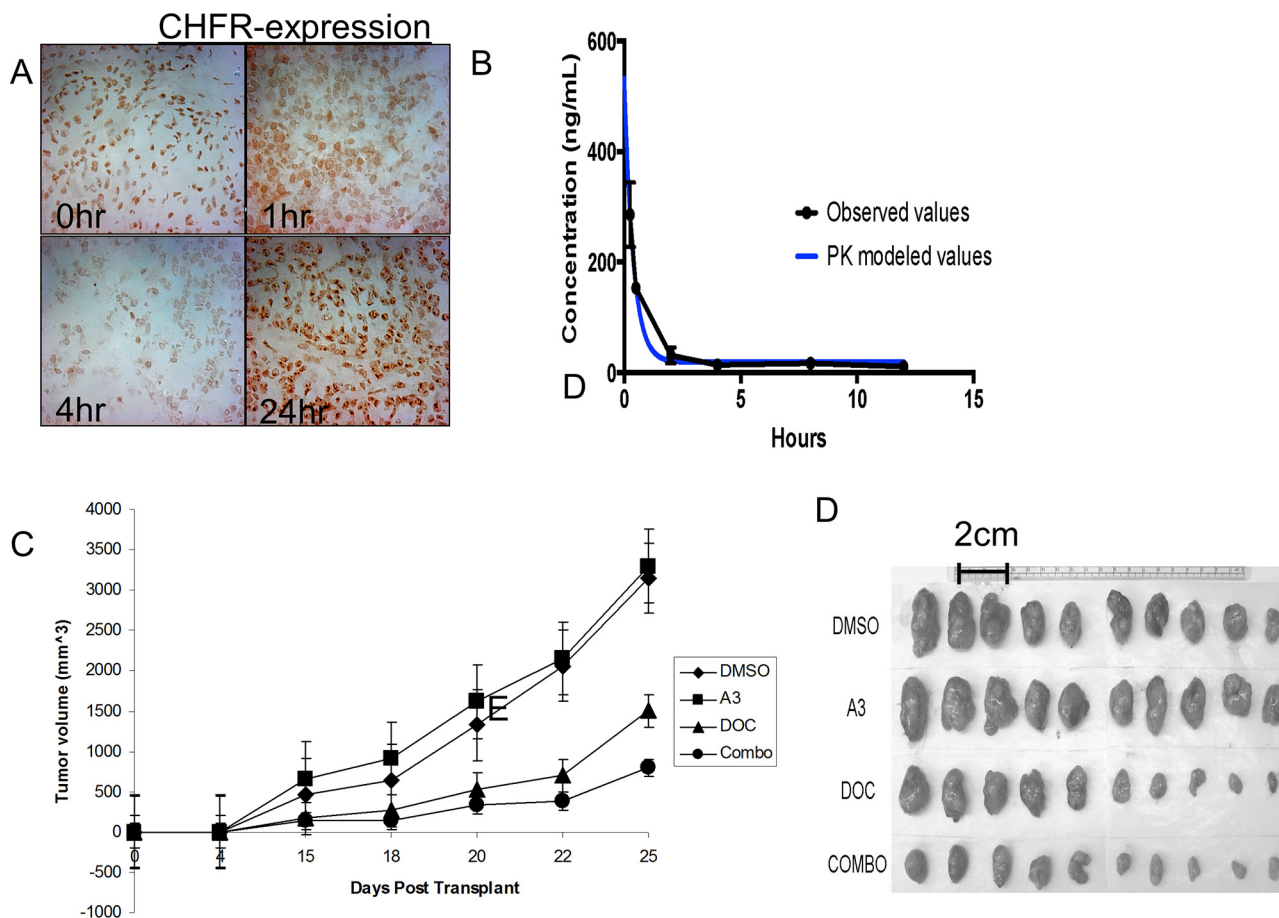 CHFR-expression
A
0hr
1hr
4hr
24hr
B
Concentration (ng/mL)
600
400
200
0
0
5
10
15
Hours
Observed values
PK modeled values
D
C
Tumor volume (mm^3)
4000
3500
3000
2500
2000
1500
1000
500
0
-500
-1000
0
4
15
18
20
22
25
Days Post Transplant
E
DMSO
A3
DOC
Combo
D
2cm
DMSO
A3
DOC
COMBO